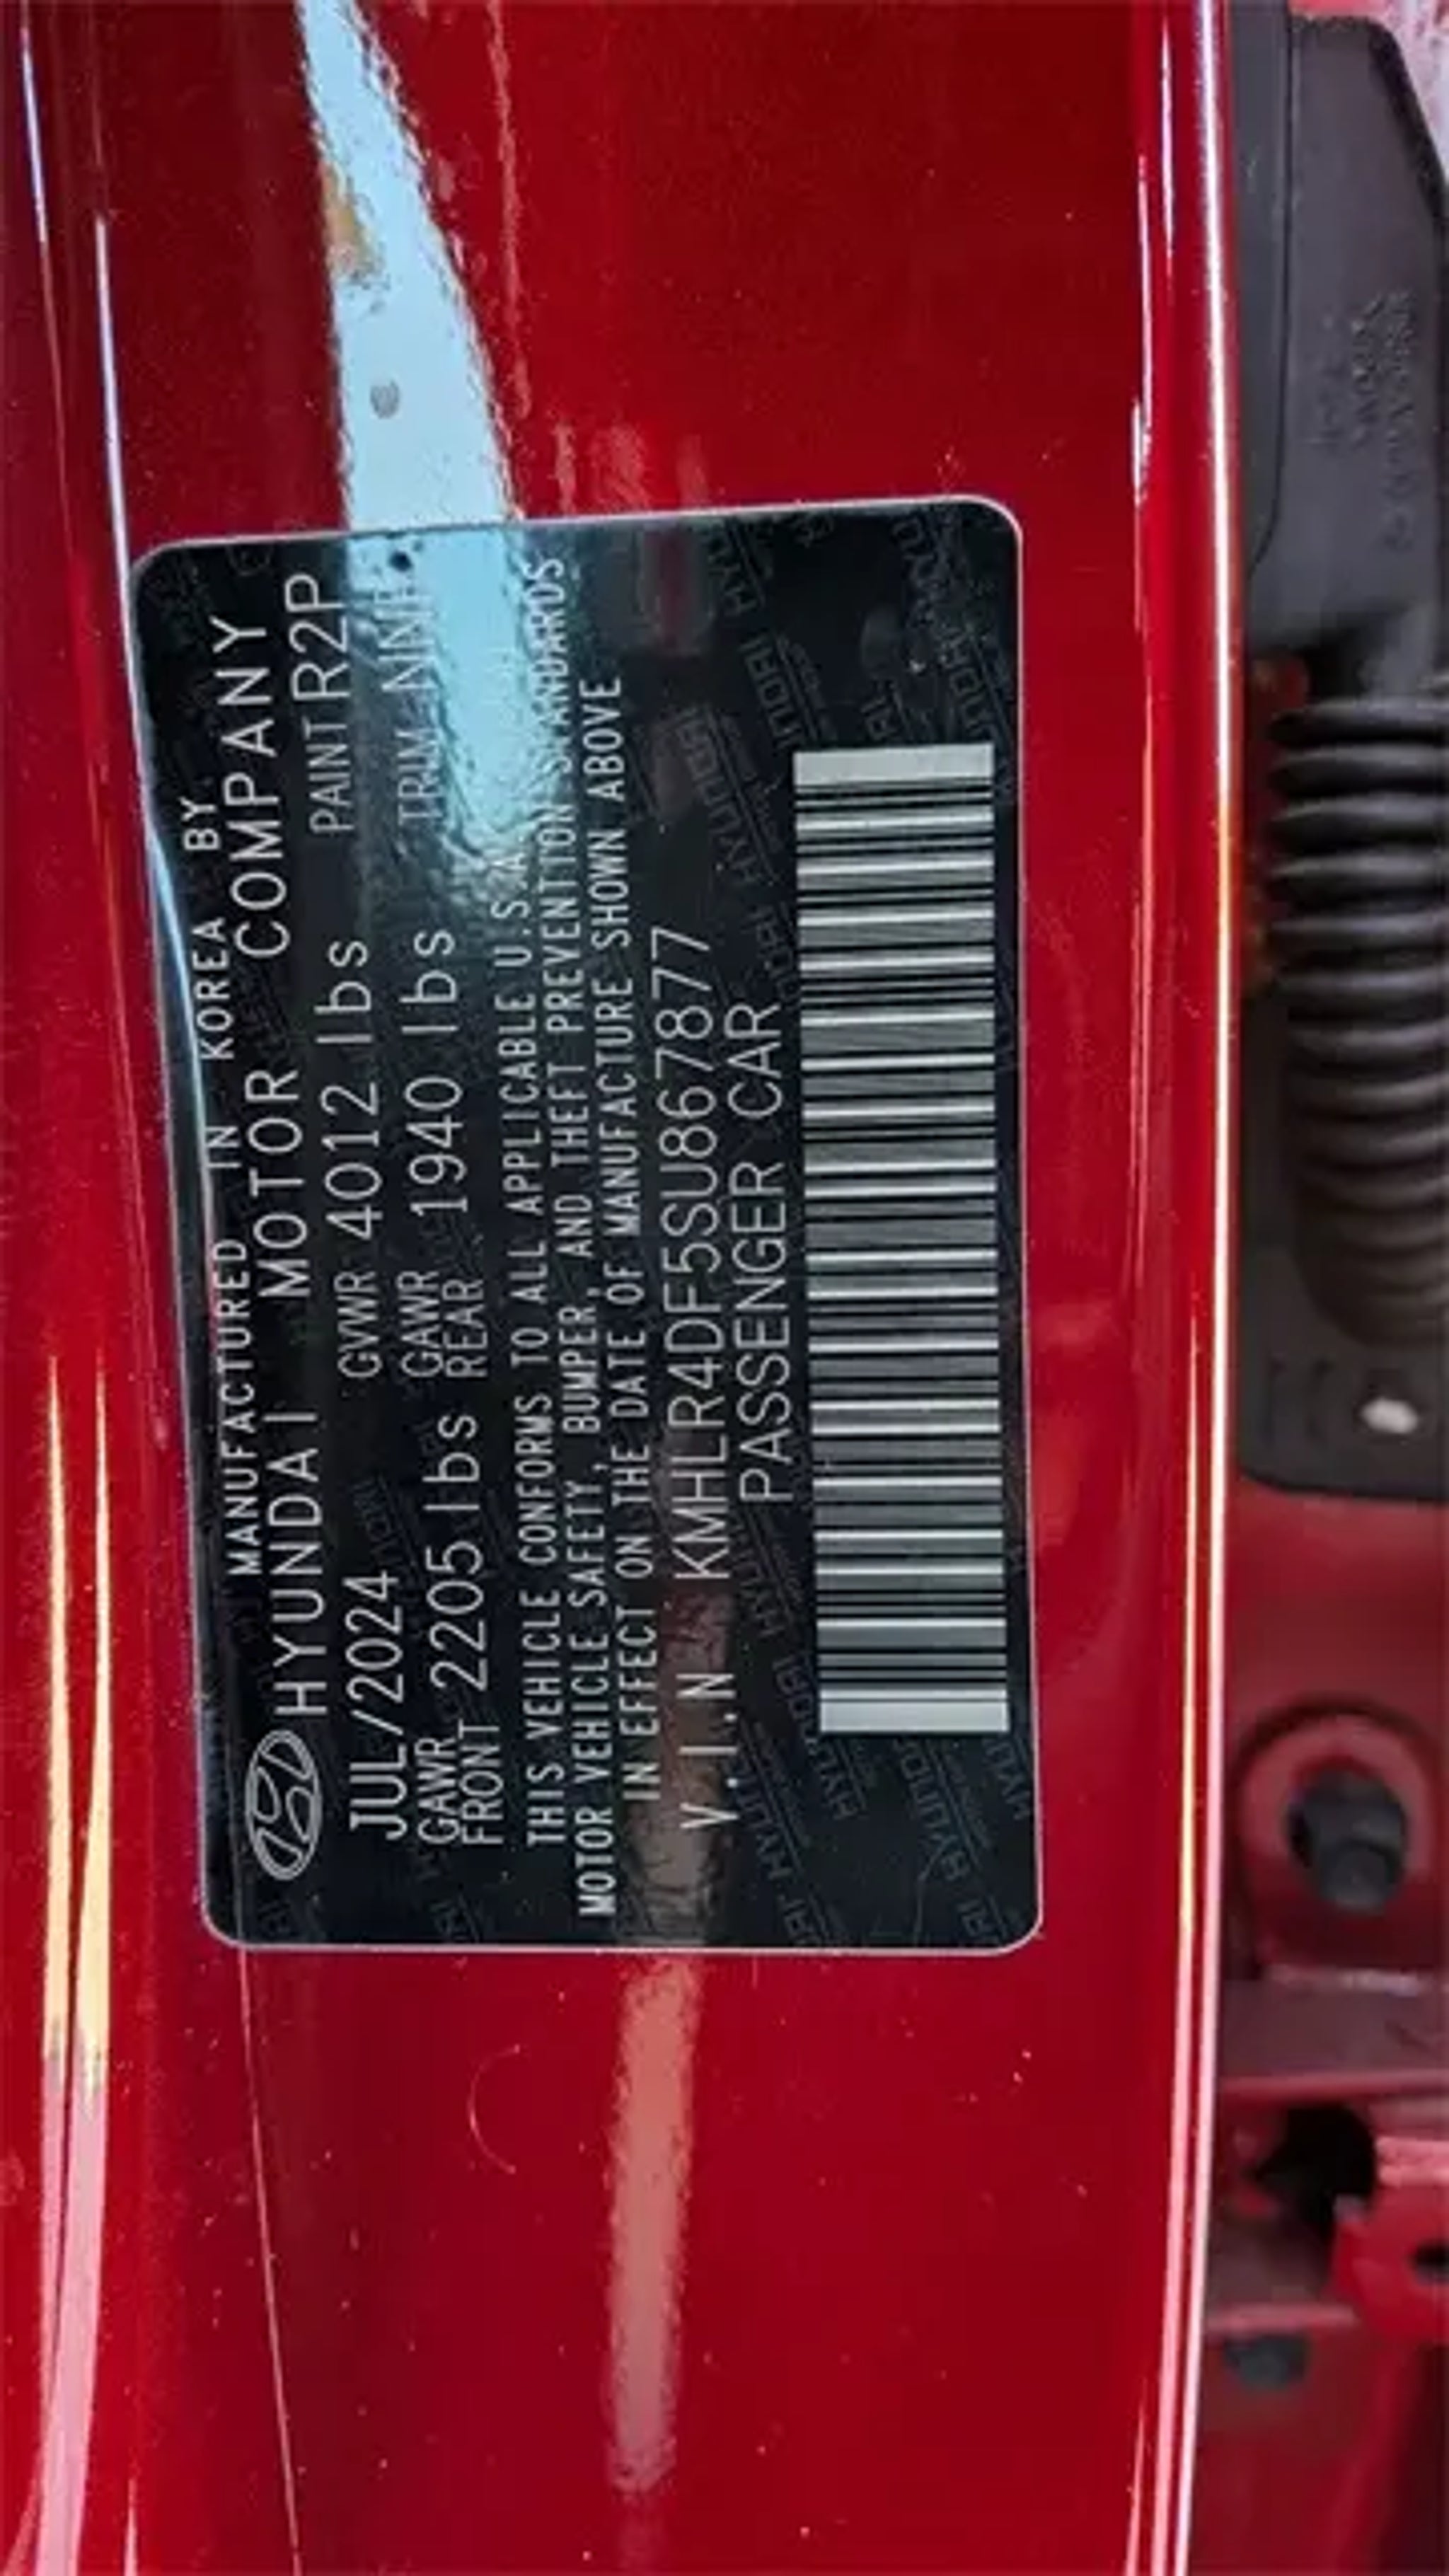 MANUFACTURED IN KOREA BY
HYUNDAI MOTOR COMPANY
JUL/2024 GVWR 4012 lbs PAINT R2P
GAWR FRONT 2205 lbs GAWR REAR 1940 lbs TRIM
THIS VEHICLE CONFORMS TO ALL APPLICABLE U.S.A
MOTOR VEHICLE SAFETY, BUMPER, AND THEFT PREVENTION STANDARDS
IN EFFECT ON THE DATE OF MANUFACTURE SHOWN ABOVE
V.I.N KMHLR4DF5SU867877
PASSENGER CAR